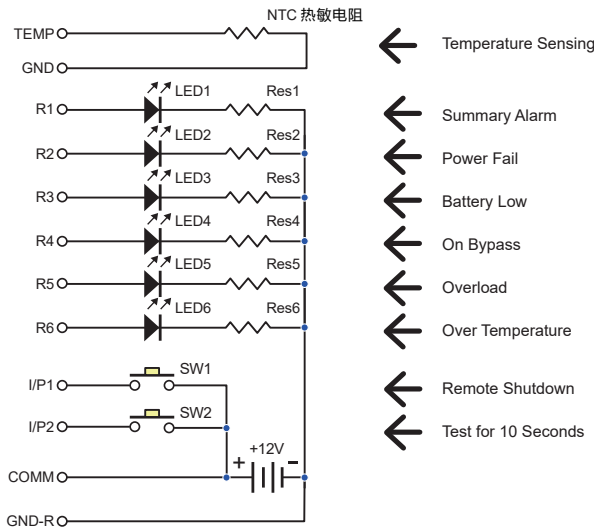 NTC 热敏电阻
TEMP
Temperature Sensing
GND
R1 LED1 Res1
Summary Alarm
R2 LED2 Res2
Power Fail
R3 LED3 Res3
Battery Low
R4 LED4 Res4
On Bypass
R5 LED5 Res5
Overload
R6 LED6 Res6
Over Temperature
I/P1 SW1
Remote Shutdown
I/P2 SW2
Test for 10 Seconds
+12V
+ -
COMM
GND-R